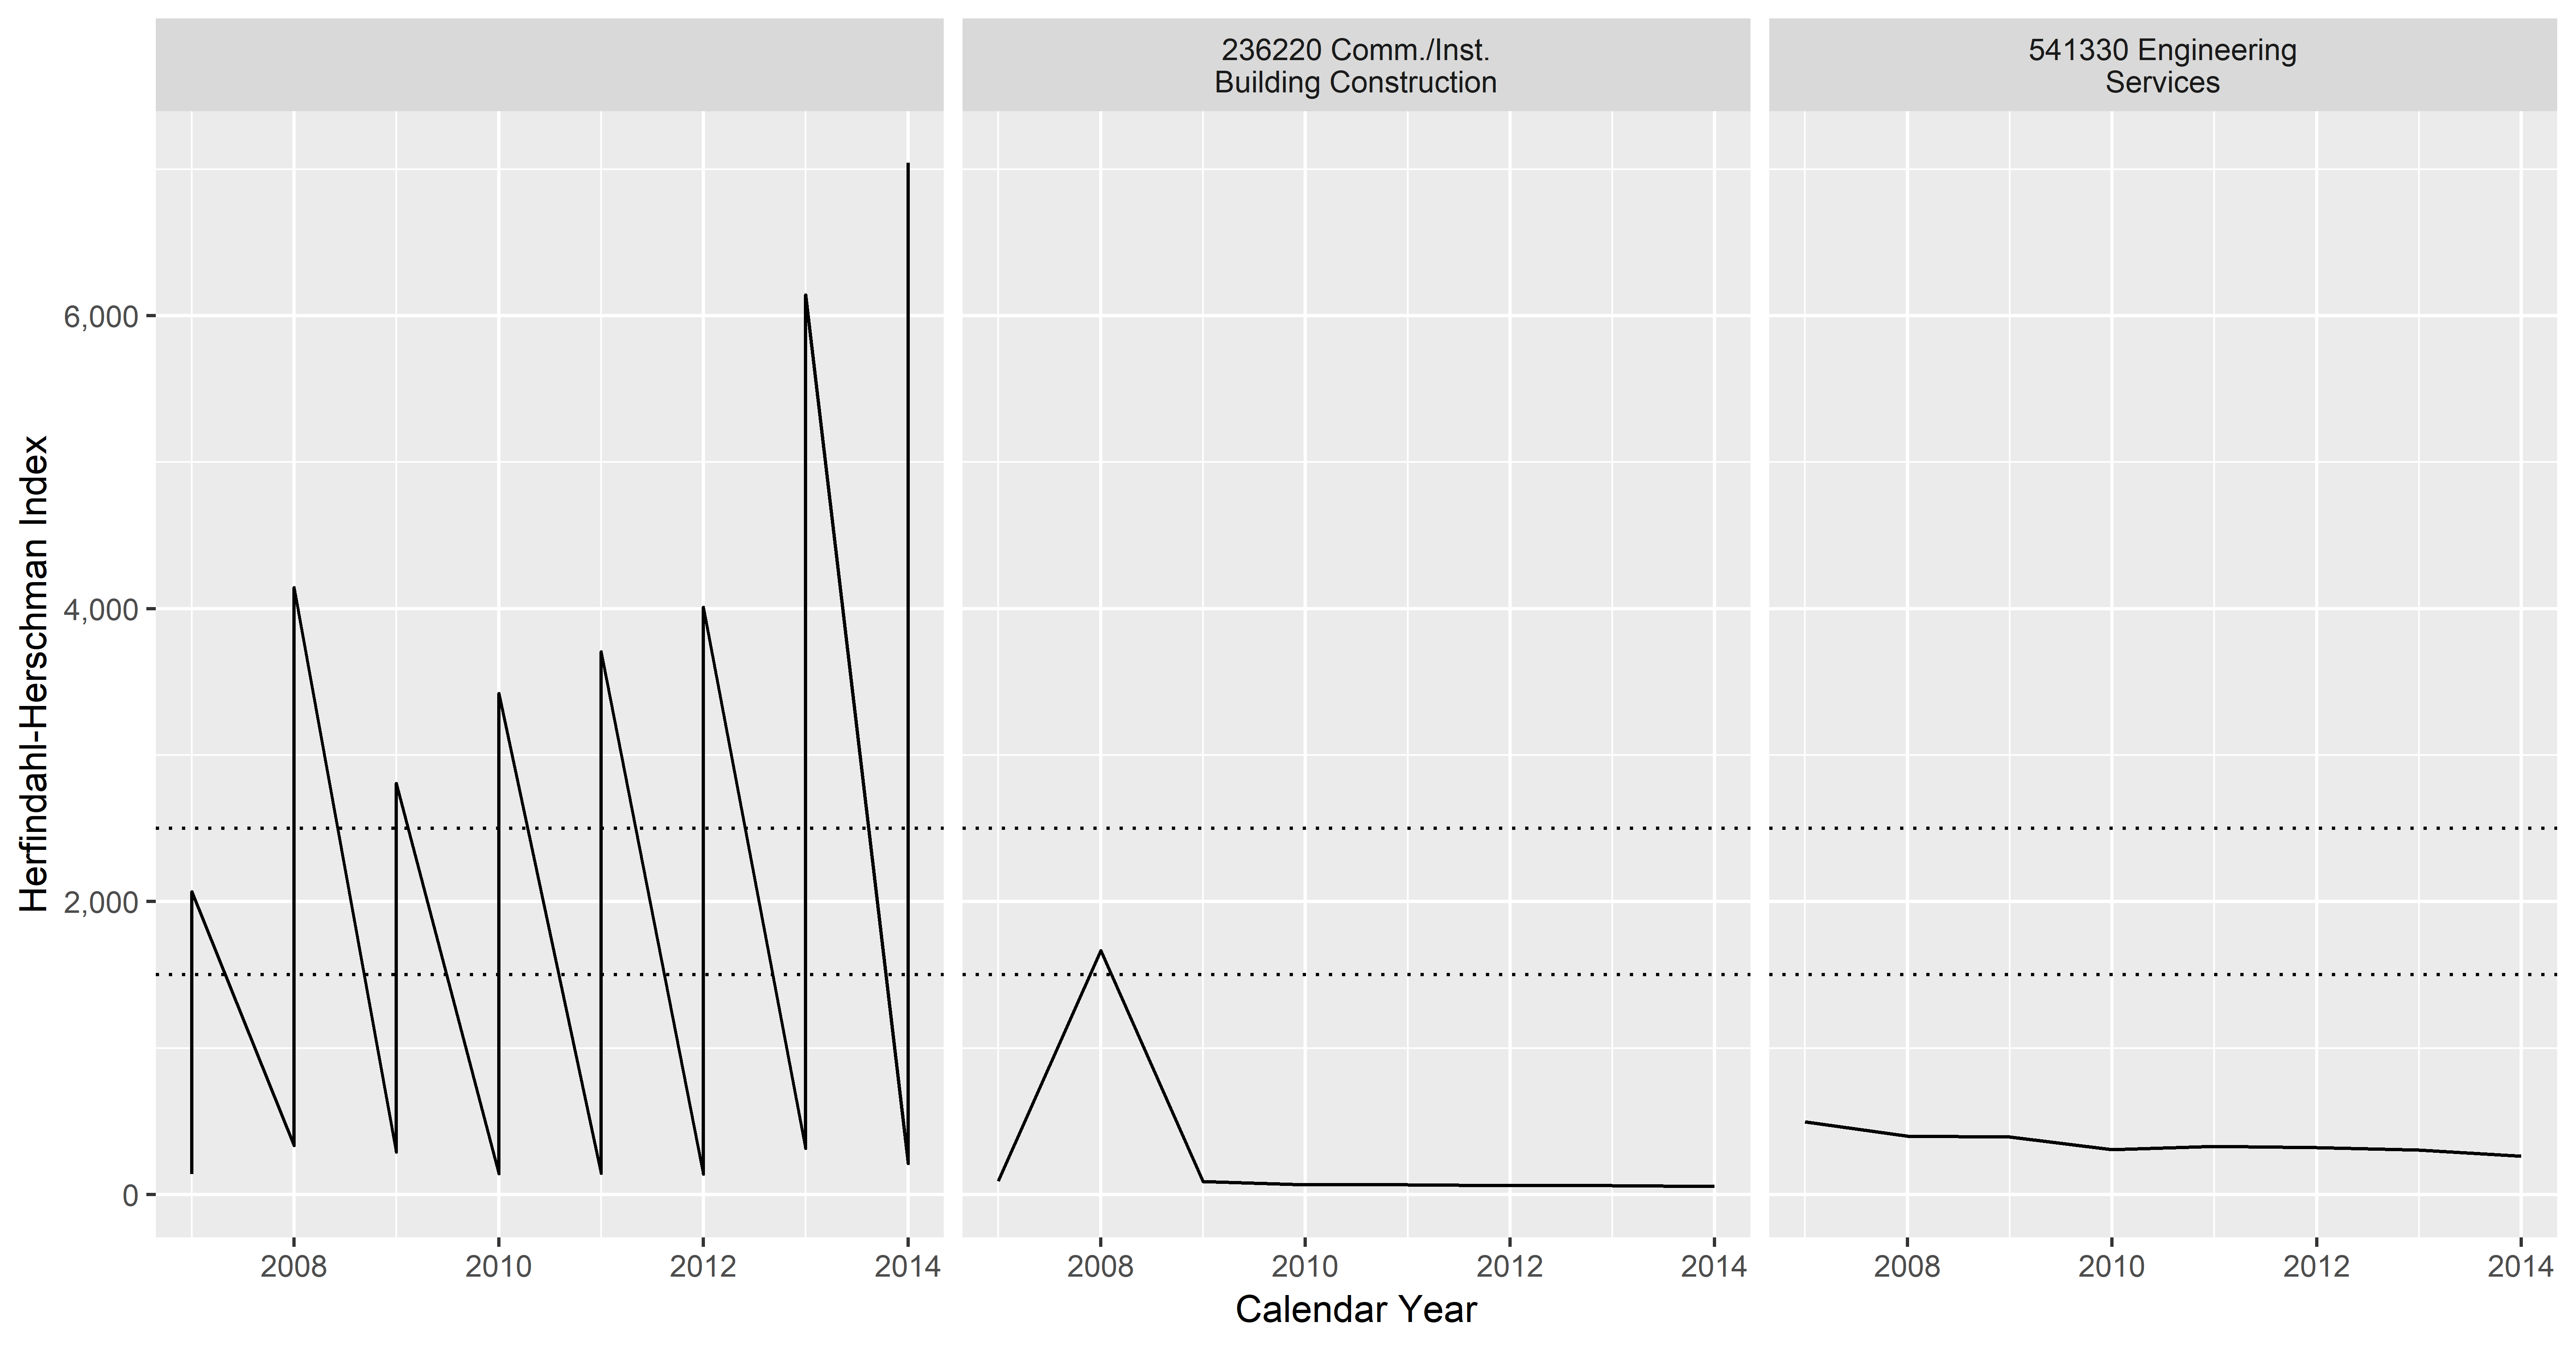 236220 Comm./Inst.
Building Construction
541330 Engineering
Services
Herfindahl-Herschman Index
6,000
4,000
2,000
0
2008 2010 2012 2014
2008 2010 2012 2014
2008 2010 2012 2014
Calendar Year